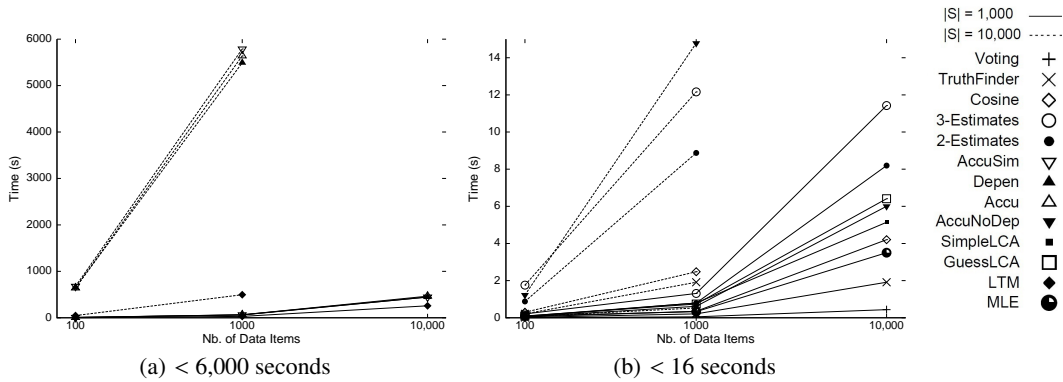 |S| = 1,000
|S| = 10,000
Voting
TruthFinder
Cosine
3-Estimates
2-Estimates
AccuSim
Depen
Accu
AccuNoDep
SimpleLCA
GuessLCA
LTM
MLE
6000
5000
4000
3000
2000
1000
0
Time (s)
100
1000
10,000
Nb. of Data Items
(a) < 6,000 seconds
14
12
10
8
6
4
2
0
Time (s)
100
1000
10,000
Nb. of Data Items
(b) < 16 seconds